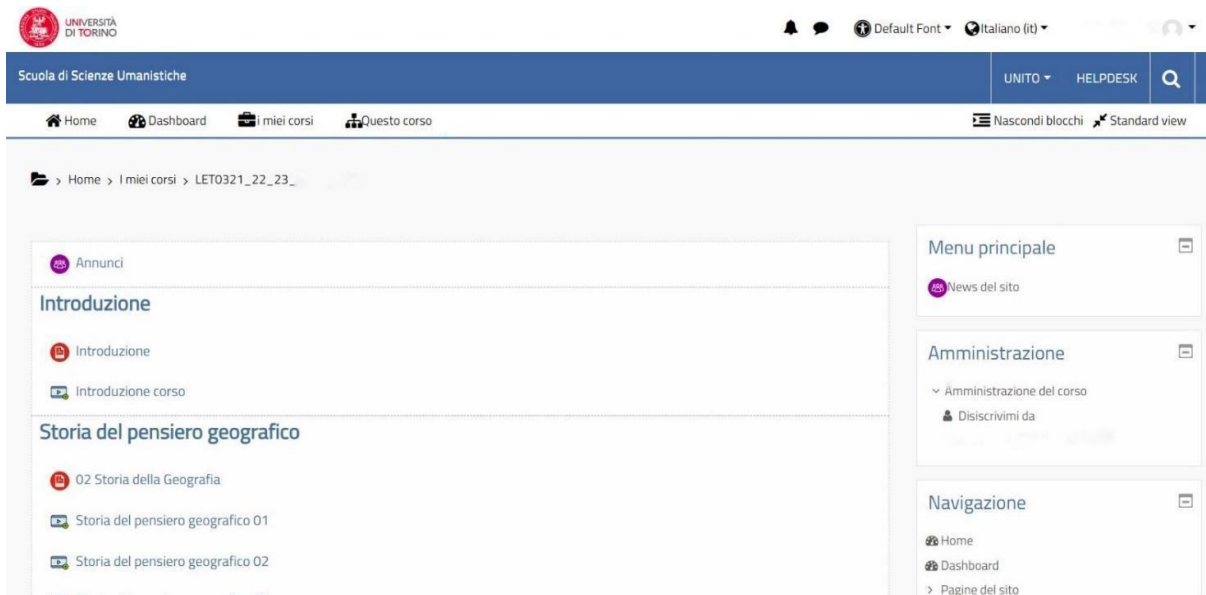 UNIVERSITÀ
DI TORINO
Default Font
Italiano (it)
Scuola di Scienze Umanistiche
UNITO
HELPDESK
Home
Dashboard
i miei corsi
Questo corso
Nascondi blocchi
Standard view
> Home > I miei corsi > LET0321_22_23_
Annunci
Introduzione
Introduzione
Introduzione corso
Storia del pensiero geografico
02 Storia della Geografia
Storia del pensiero geografico 01
Storia del pensiero geografico 02
Menu principale
News del sito
Amministrazione
Amministrazione del corso
Disiscrivimi da
Navigazione
Home
Dashboard
> Pagine del sito